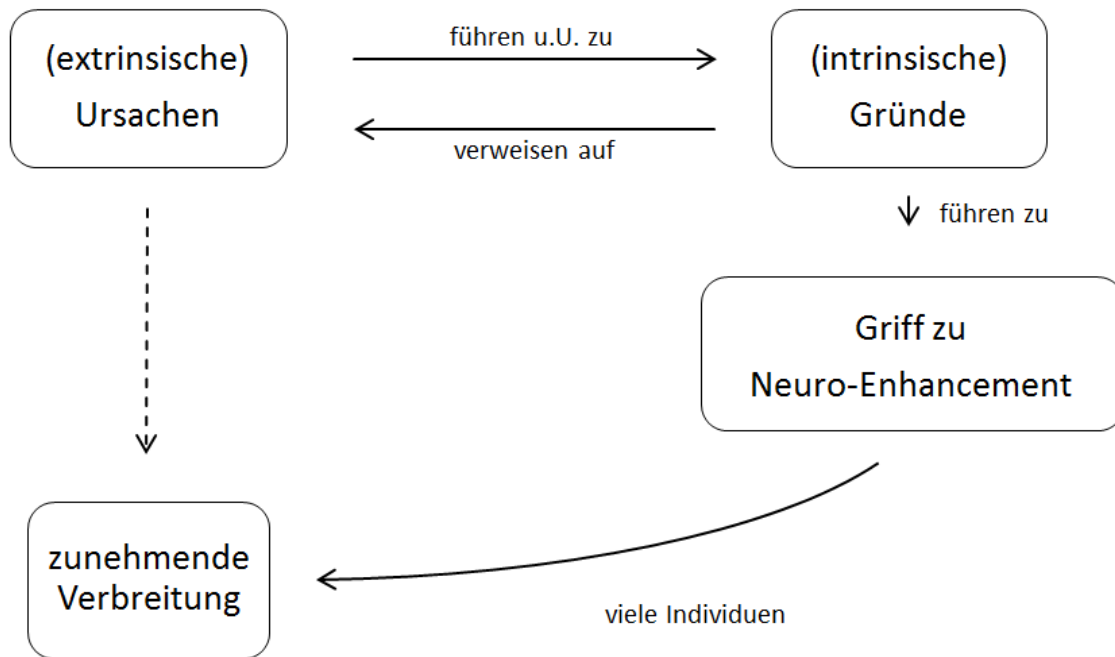 (extrinsische)
Ursachen
führen u.U. zu
verweisen auf
(intrinsische)
Gründe
führen zu
Griff zu
Neuro-Enhancement
zunehmende
Verbreitung
viele Individuen